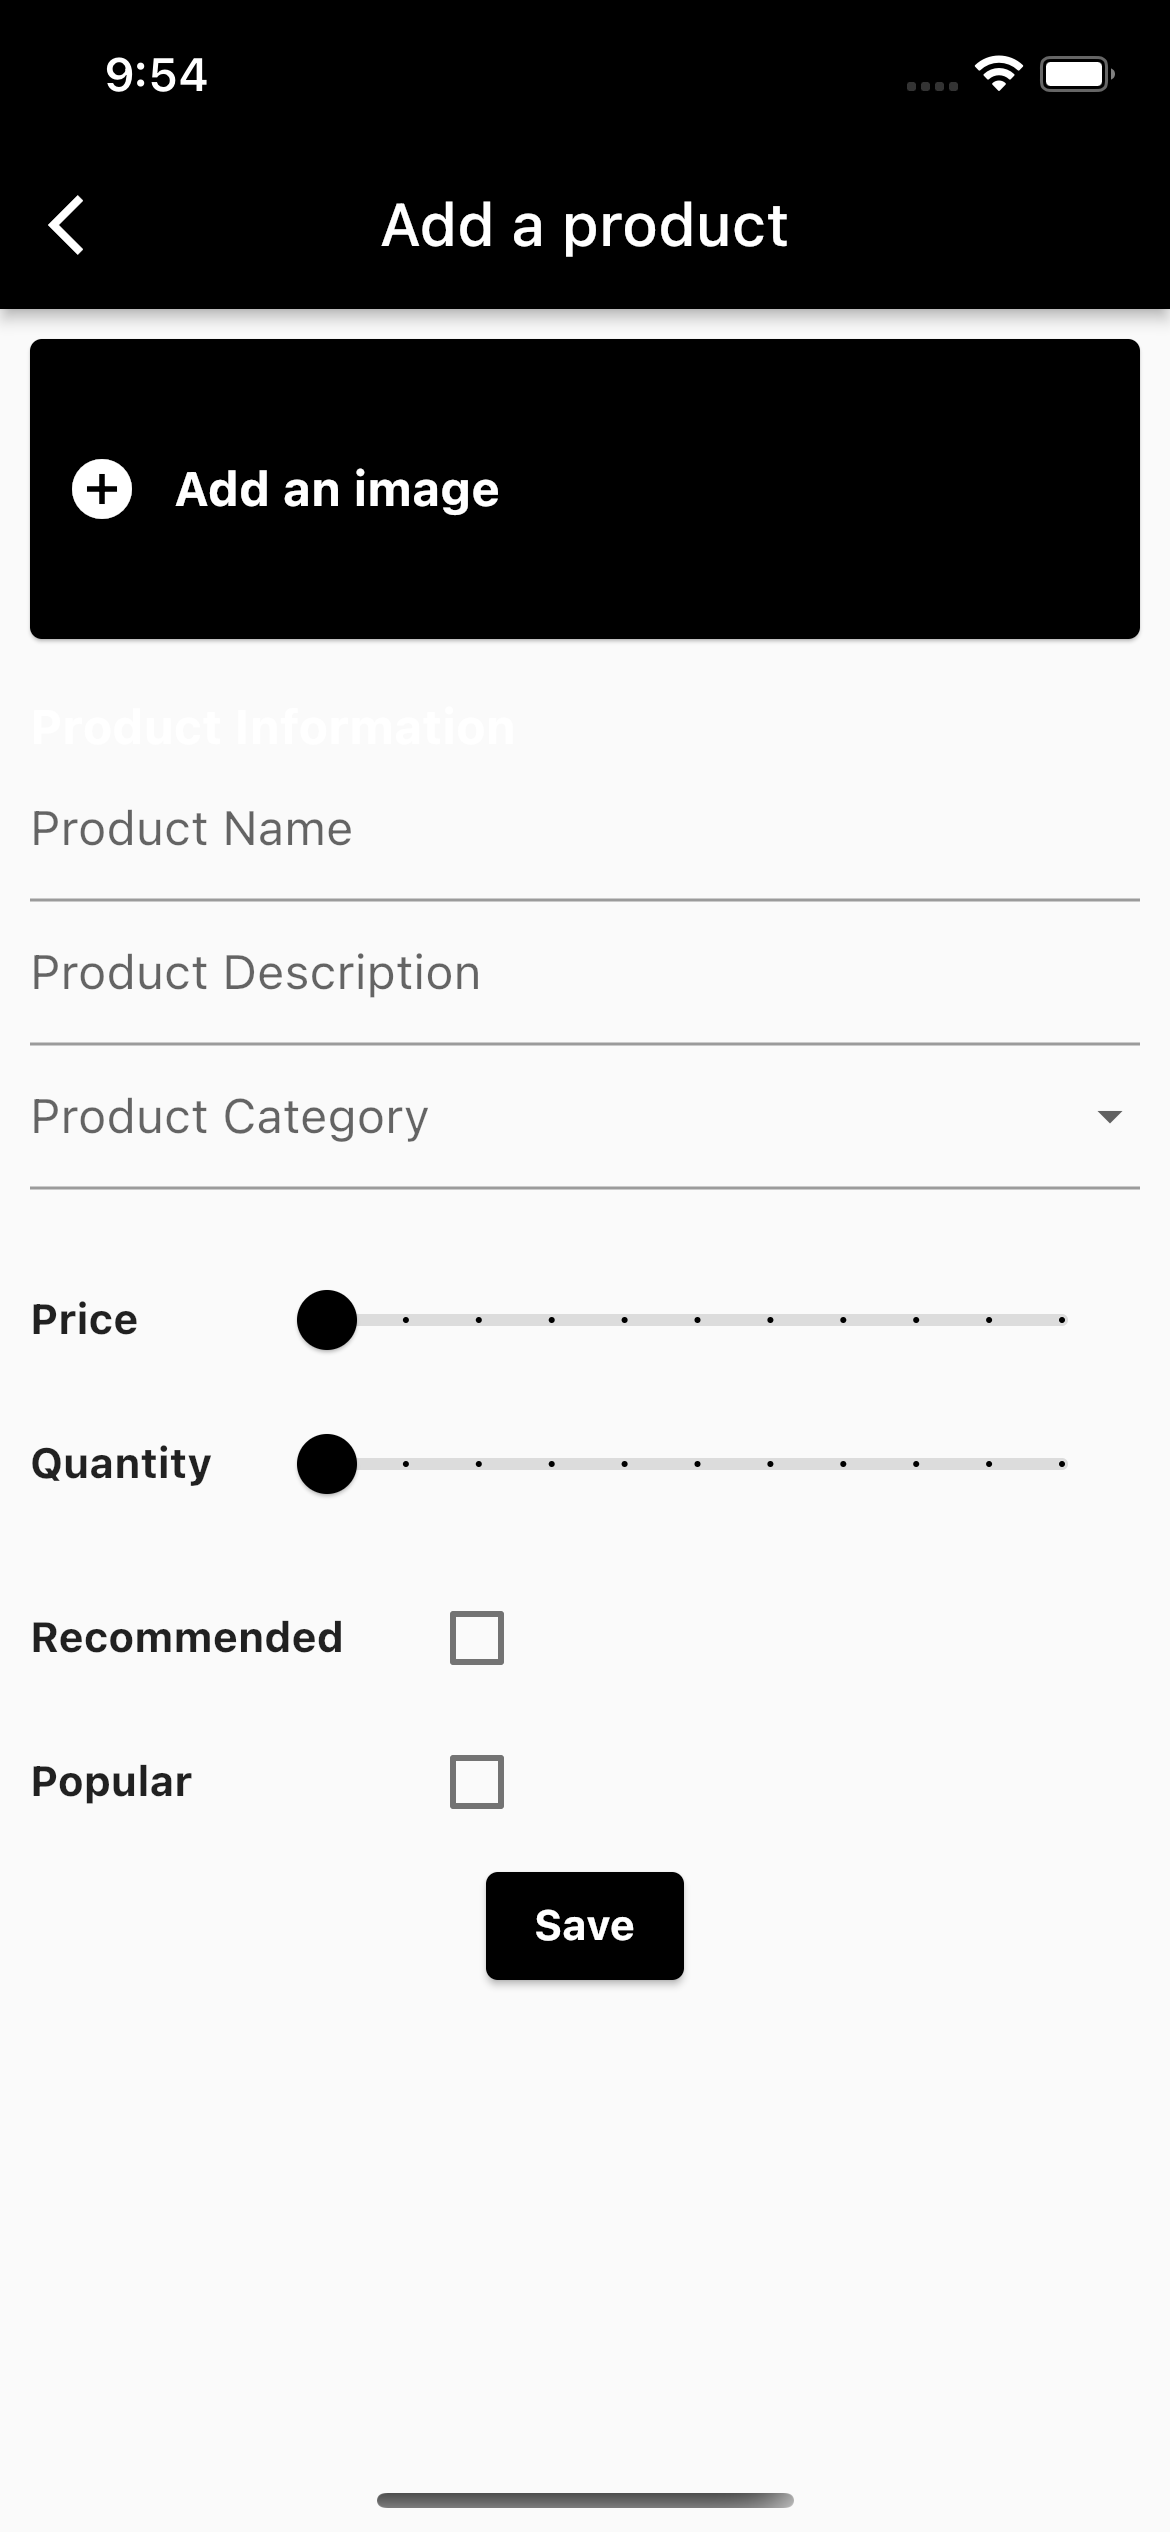 9:54
Add a product
Add an image
Product Information
Product Name
Product Description
Product Category
Price
Quantity
Recommended
Popular
Save